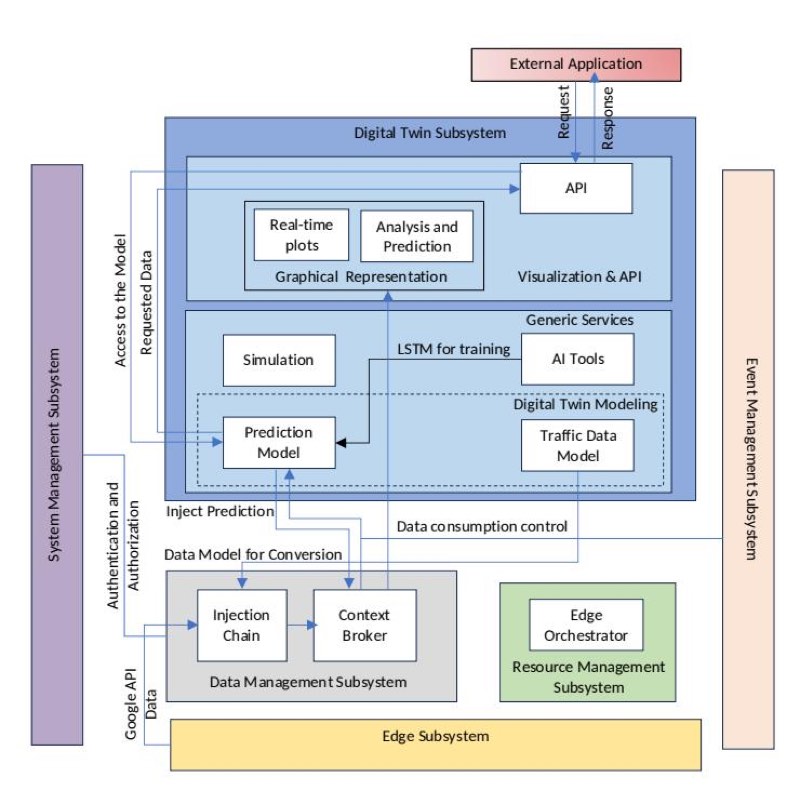 External Application
Request
Response
Digital Twin Subsystem
API
Real-time
plots
Analysis and
Prediction
Graphical Representation
Visualization & API
Access to the Model
Requested Data
Generic Services
Simulation
LSTM for training
AI Tools
Digital Twin Modeling
Prediction
Model
Traffic Data
Model
System Management Subsystem
Event Management Subsystem
Inject Prediction
Data consumption control
Authentication and
Authorization
Data Model for Conversion
Injection
Chain
Context
Broker
Data Management Subsystem
Edge
Orchestrator
Resource Management
Subsystem
Google API
Data
Edge Subsystem